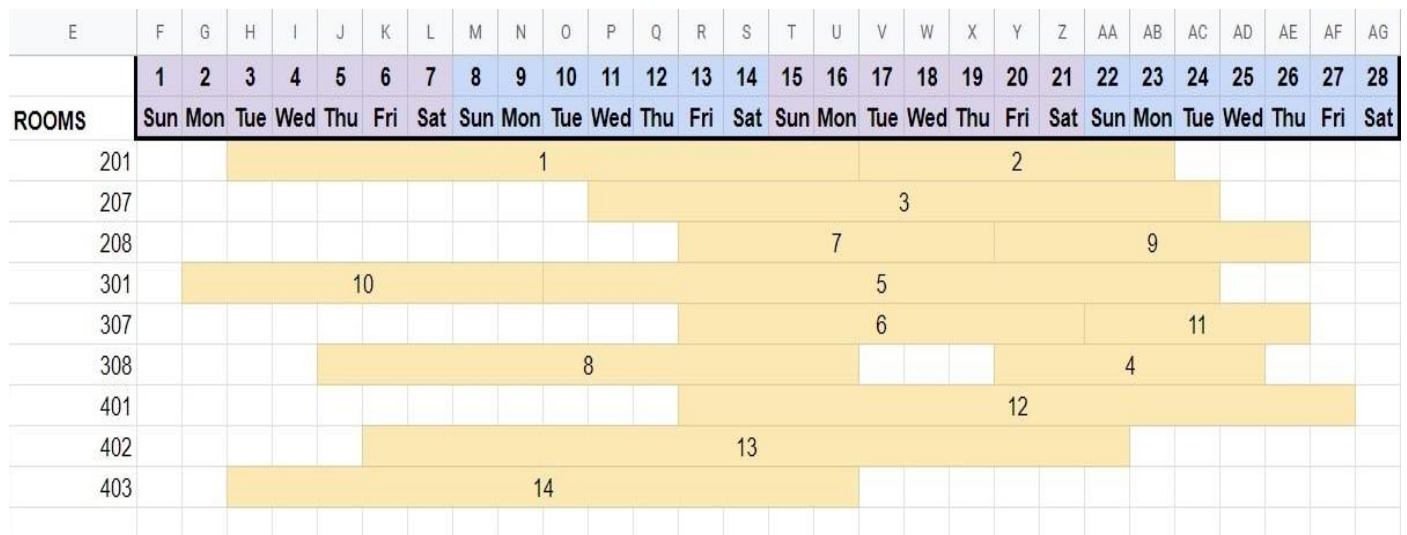 E F G H I J K L M N O P Q R S T U V W X Y Z AA AB AC AD AE AF AG
1 2 3 4 5 6 7 8 9 10 11 12 13 14 15 16 17 18 19 20 21 22 23 24 25 26 27 28
ROOMS Sun Mon Tue Wed Thu Fri Sat Sun Mon Tue Wed Thu Fri Sat Sun Mon Tue Wed Thu Fri Sat Sun Mon Tue Wed Thu Fri Sat
201 1 2
207 3
208 7 9
301 10 5
307 6 11
308 8 4
401 12
402 13
403 14